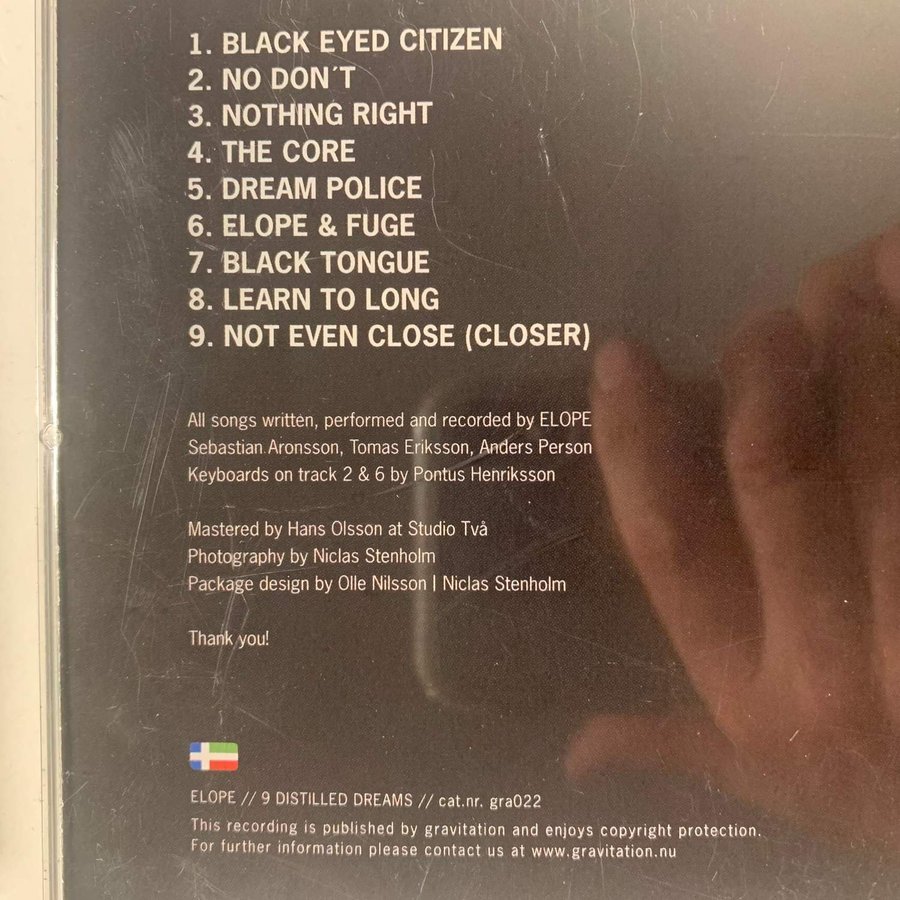 1. BLACK EYED CITIZEN
2. NO DON´T
3. NOTHING RIGHT
4. THE CORE
5. DREAM POLICE
6. ELOPE & FUGE
7. BLACK TONGUE
8. LEARN TO LONG
9. NOT EVEN CLOSE (CLOSER)
All songs written, performed and recorded by ELOPE
Sebastian Aronsson, Tomas Eriksson, Anders Person
Keyboards on track 2 & 6 by Pontus Henriksson
Mastered by Hans Olsson at Studio Två
Photography by Niclas Stenholm
Package design by Olle Nilsson | Niclas Stenholm
Thank you!
ELOPE // 9 DISTILLED DREAMS // cat.nr. gra022
This recording is published by gravitation and enjoys copyright protection.
For further information please contact us at www.gravitation.nu